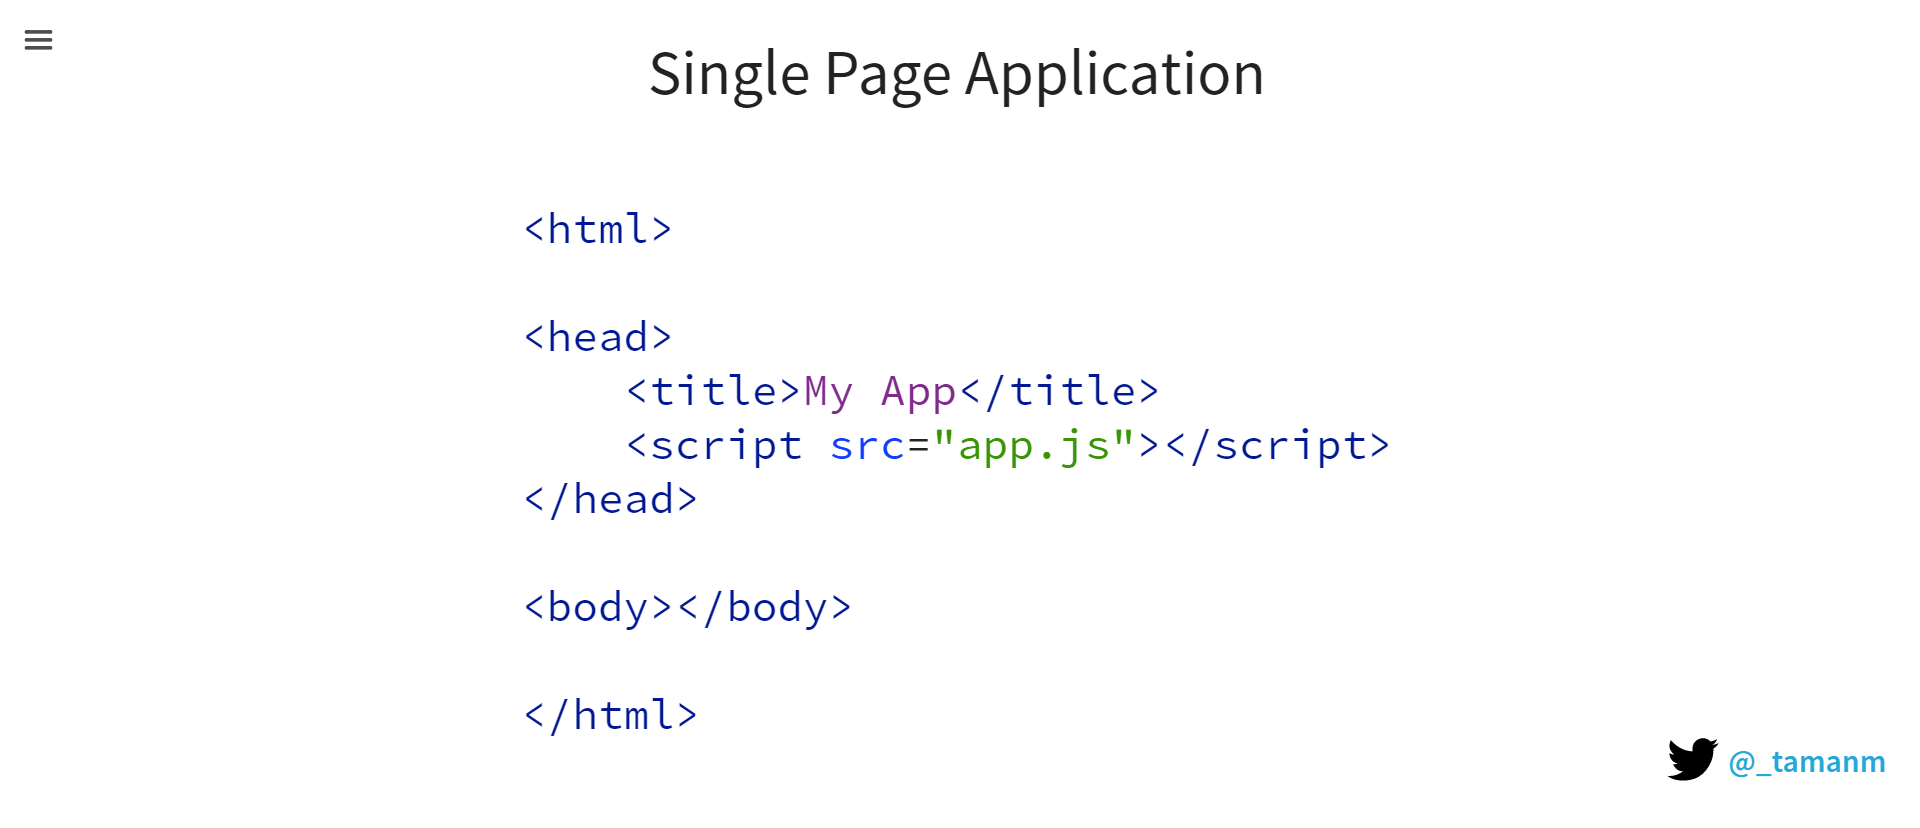 Single Page Application
<html>
<head>
<title>My App</title>
<script src="app.js"></script>
</head>
<body></body>
</html>
@_tamanm